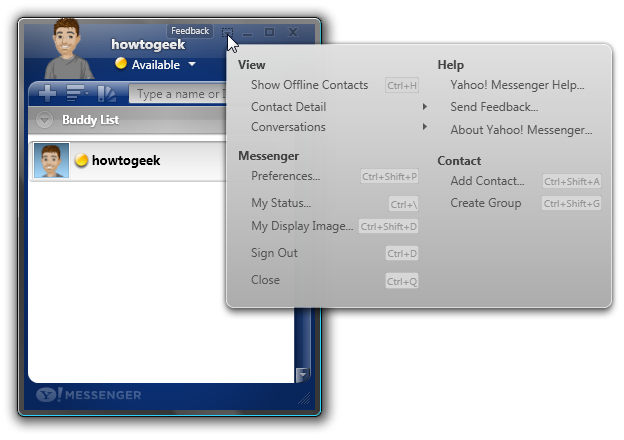 Feedback
howtogeek
Available
Type a name or I
Buddy List
howtogeek
View
Show Offline Contacts Ctrl+H
Contact Detail
Conversations
Messenger
Preferences... Ctrl+Shift+P
My Status... Ctrl+\
My Display Image... Ctrl+Shift+D
Sign Out Ctrl+D
Close Ctrl+Q
Help
Yahoo! Messenger Help...
Send Feedback...
About Yahoo! Messenger...
Contact
Add Contact... Ctrl+Shift+A
Create Group Ctrl+Shift+G
Y! MESSENGER